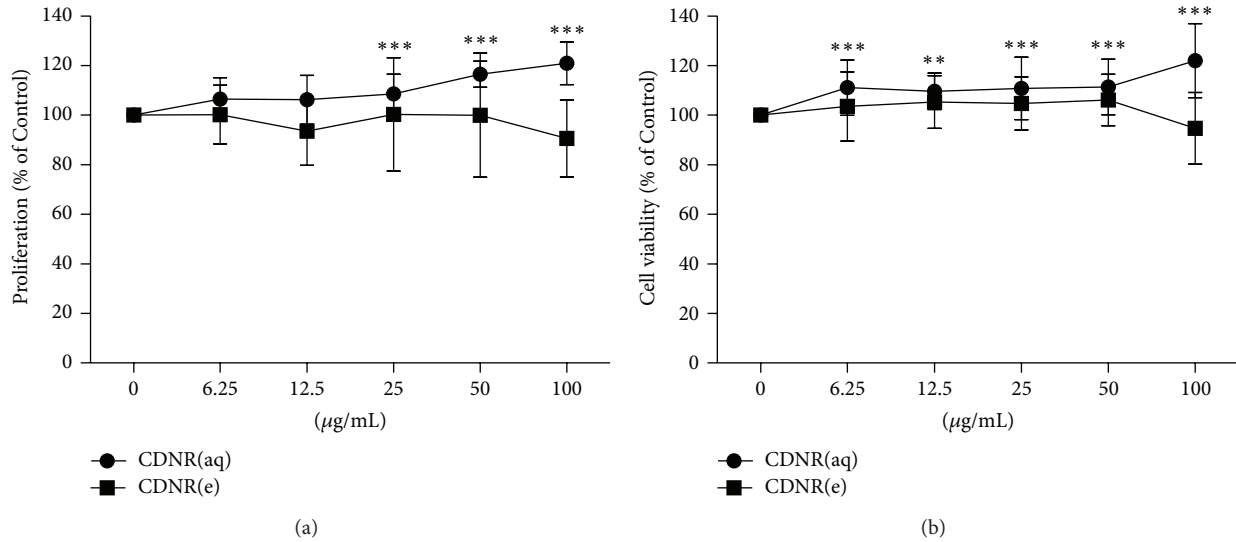 140
120
100
80
60
40
20
0
Proliferation (% of Control)
*** *** ***
0 6.25 12.5 25 50 100
(μg/mL)
CDNR(aq)
CDNR(e)
(a)
140
120
100
80
60
40
20
0
Cell viability (% of Control)
*** ** *** *** ***
0 6.25 12.5 25 50 100
(μg/mL)
CDNR(aq)
CDNR(e)
(b)